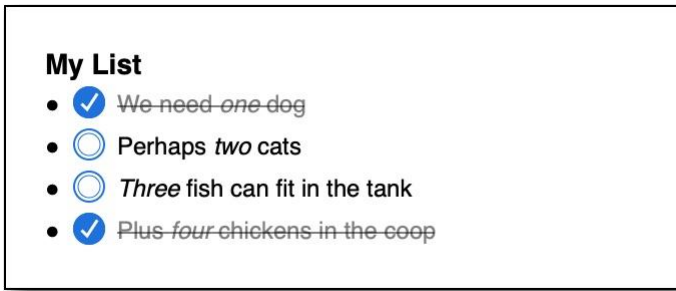 My List
We need one dog
Perhaps two cats
Three fish can fit in the tank
Plus four chickens in the coop